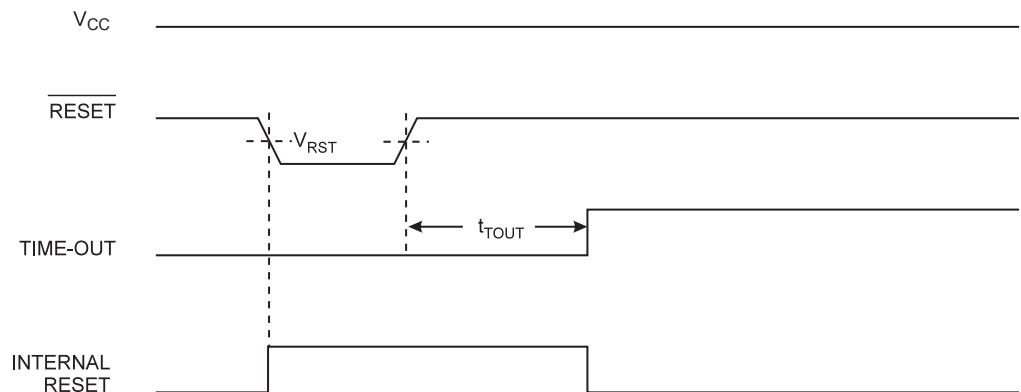 VCC
RESET
VRST
tTOUT
TIME-OUT
INTERNAL
RESET